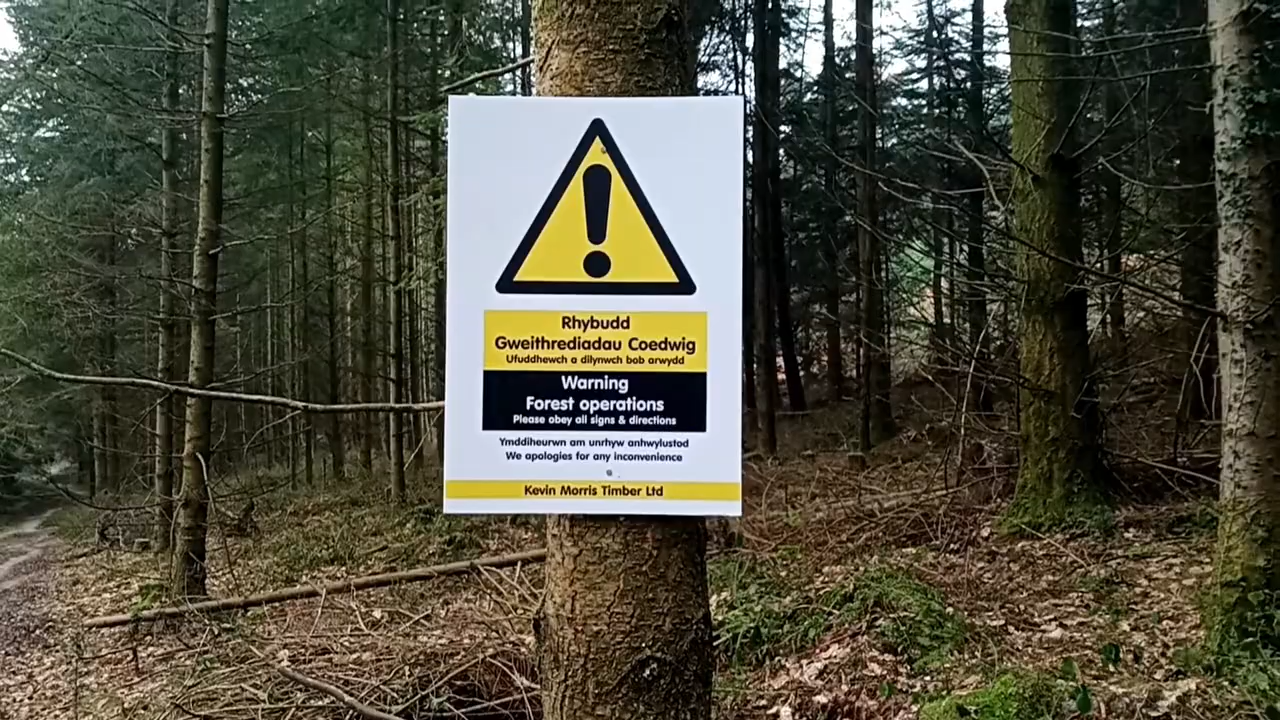 Rhybudd
Gweithrediadau Coedwig
Ufuddhewch a dilynwch bob arwydd
Warning
Forest operations
Please obey all signs & directions
Ymddiheurwn am unrhyw anhwylustod
We apologies for any inconvenience
Kevin Morris Timber Ltd